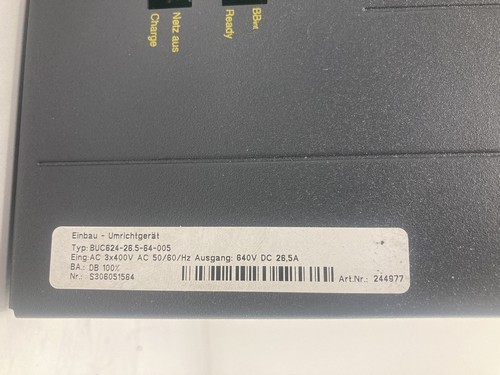 Netz aus
Charge
BBint
Ready
Einbau - Umrichtgerät
Typ: BUC624-26.5-64-005
Eing AC 3x400V AC 50/60/Hz Ausgang: 640V DC 26,5A
BA.: DB 100%
Nr.: S306051564
Art.Nr.: 244977